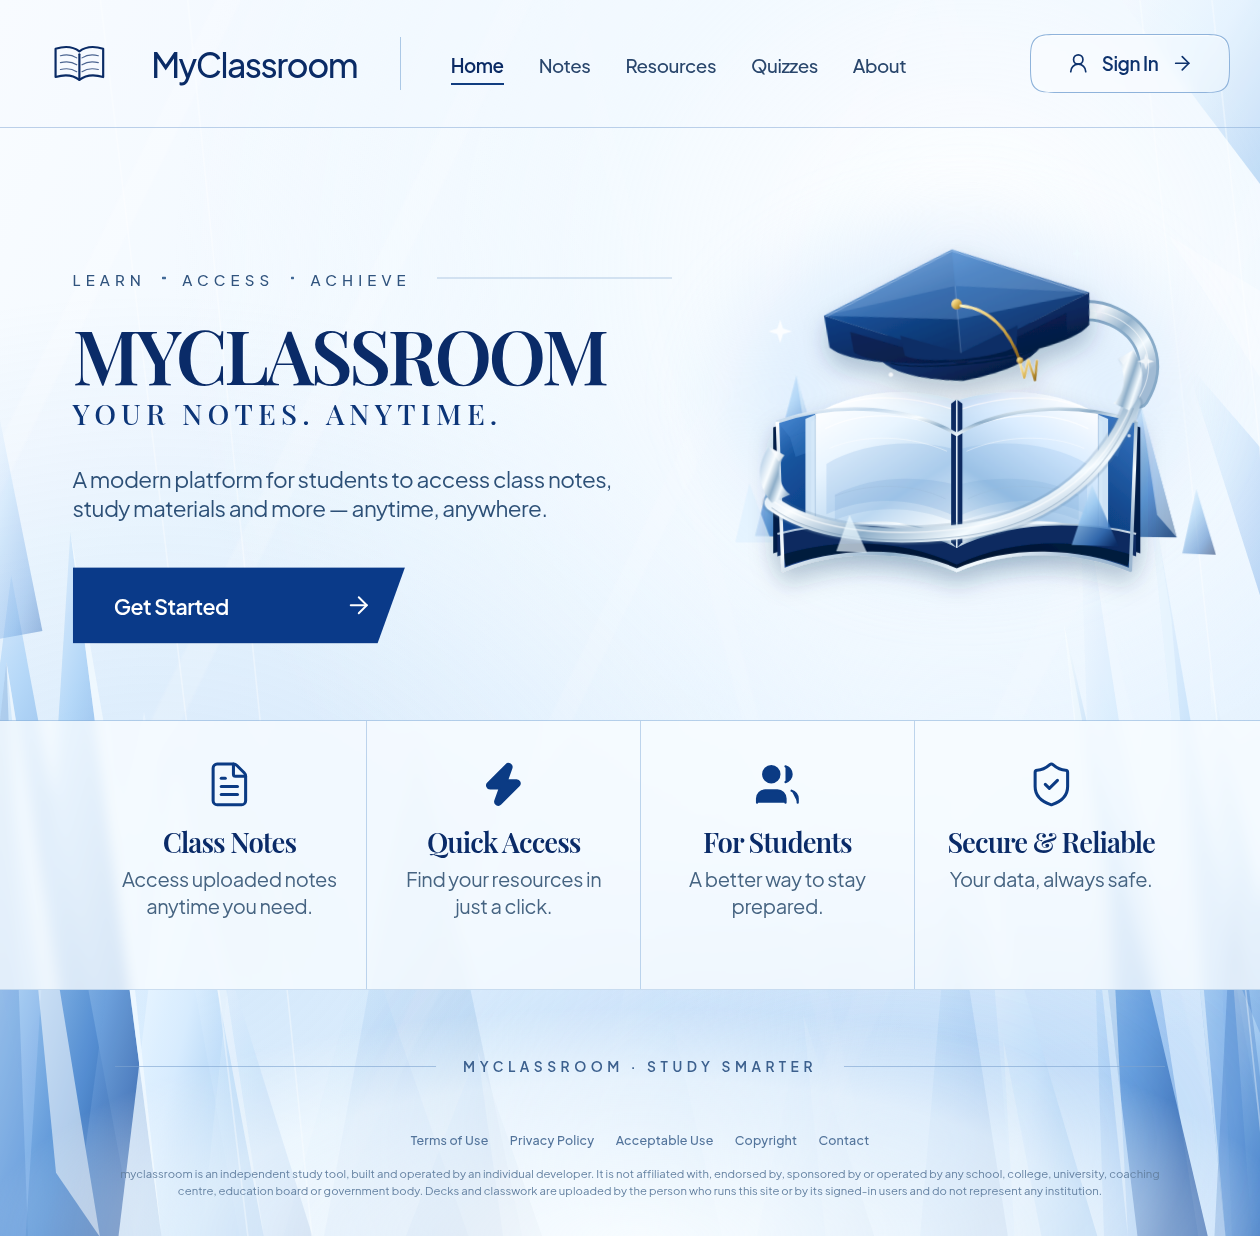 MyClassroom
Home
Notes
Resources
Quizzes
About
Sign In
LEARN · ACCESS · ACHIEVE
MYCLASSROOM
YOUR NOTES. ANYTIME.
A modern platform for students to access class notes,
study materials and more — anytime, anywhere.
Get Started
Class Notes
Access uploaded notes
anytime you need.
Quick Access
Find your resources in
just a click.
For Students
A better way to stay
prepared.
Secure & Reliable
Your data, always safe.
MYCLASSROOM · STUDY SMARTER
Terms of Use
Privacy Policy
Acceptable Use
Copyright
Contact
myclassroom is an independent study tool, built and operated by an individual developer. It is not affiliated with, endorsed by, sponsored by or operated by any school, college, university, coaching
centre, education board or government body. Decks and classwork are uploaded by the person who runs this site or by its signed-in users and do not represent any institution.